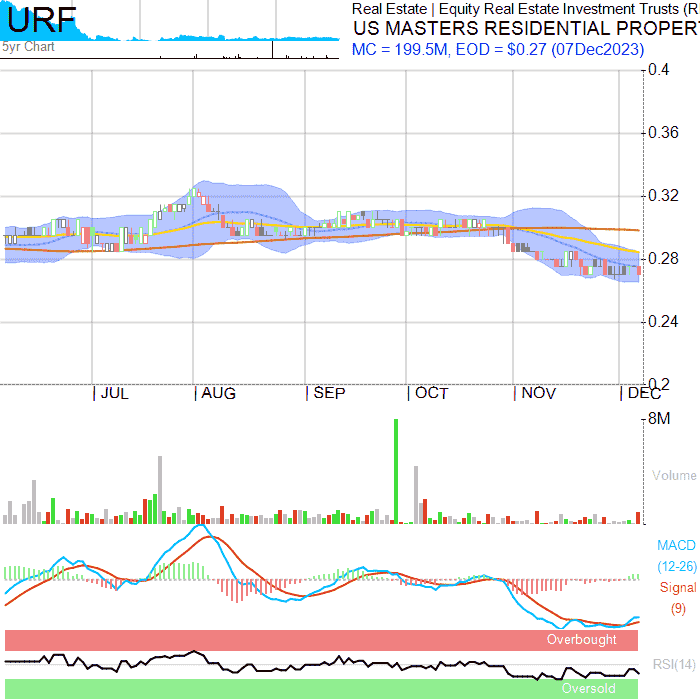 URF
5yr Chart
Real Estate | Equity Real Estate Investment Trusts (R
US MASTERS RESIDENTIAL PROPER
MC = 199.5M, EOD = $0.27 (07Dec2023)
0.4
0.36
0.32
0.28
0.24
0.2
JUL AUG SEP OCT NOV DEC
8M
Volume
MACD
(12-26)
Signal
(9)
Overbought
RSI(14)
Oversold